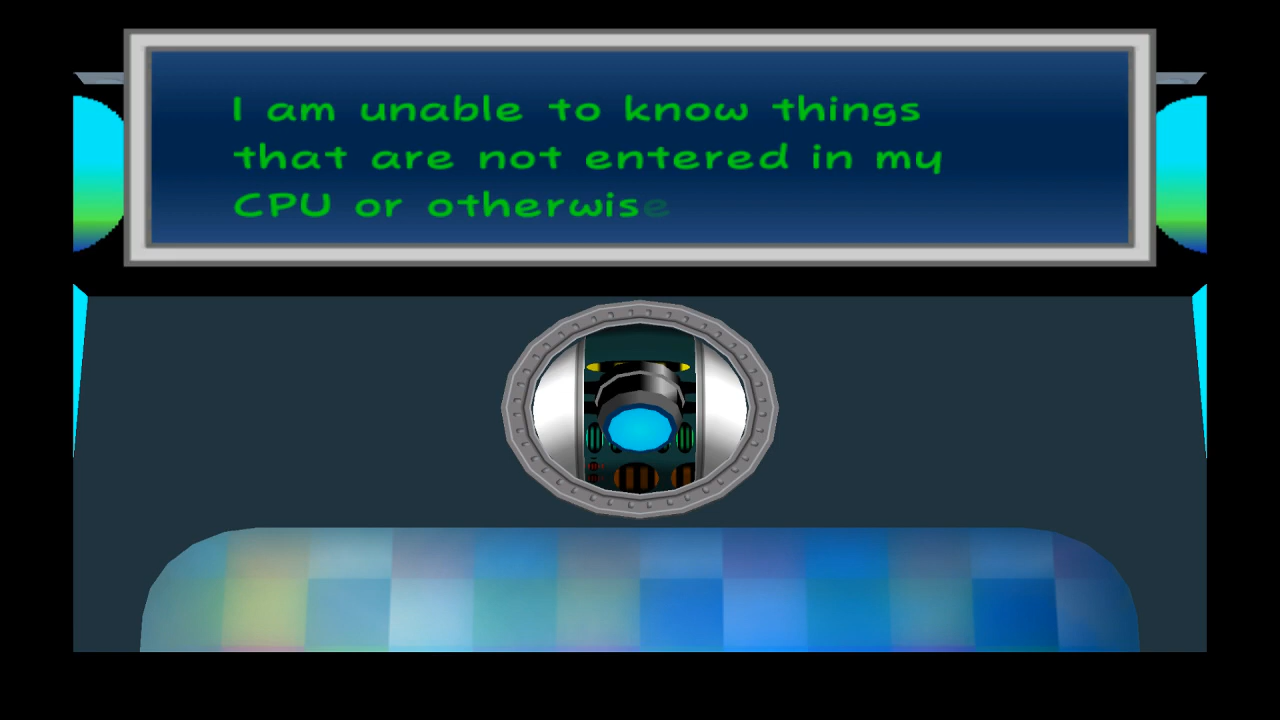 I am unable to know things
that are not entered in my
CPU or otherwise